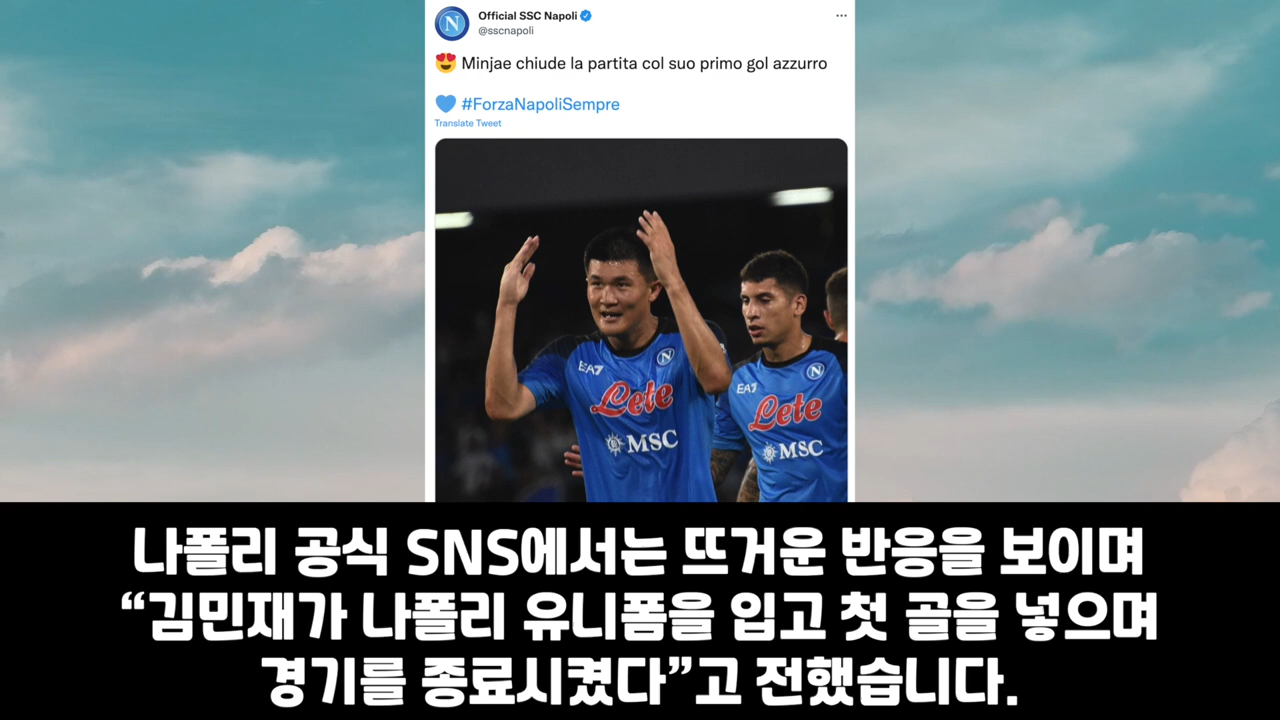 Official SSC Napoli
@sscnapoli
😍 Minjae chiude la partita col suo primo gol azzurro
💙 #ForzaNapoliSempre
Translate Tweet
EA7
N
Lete
MSC
EA7
N
Lete
MSC
나폴리 공식 SNS에서는 뜨거운 반응을 보이며
“김민재가 나폴리 유니폼을 입고 첫 골을 넣으며
경기를 종료시켰다”고 전했습니다.